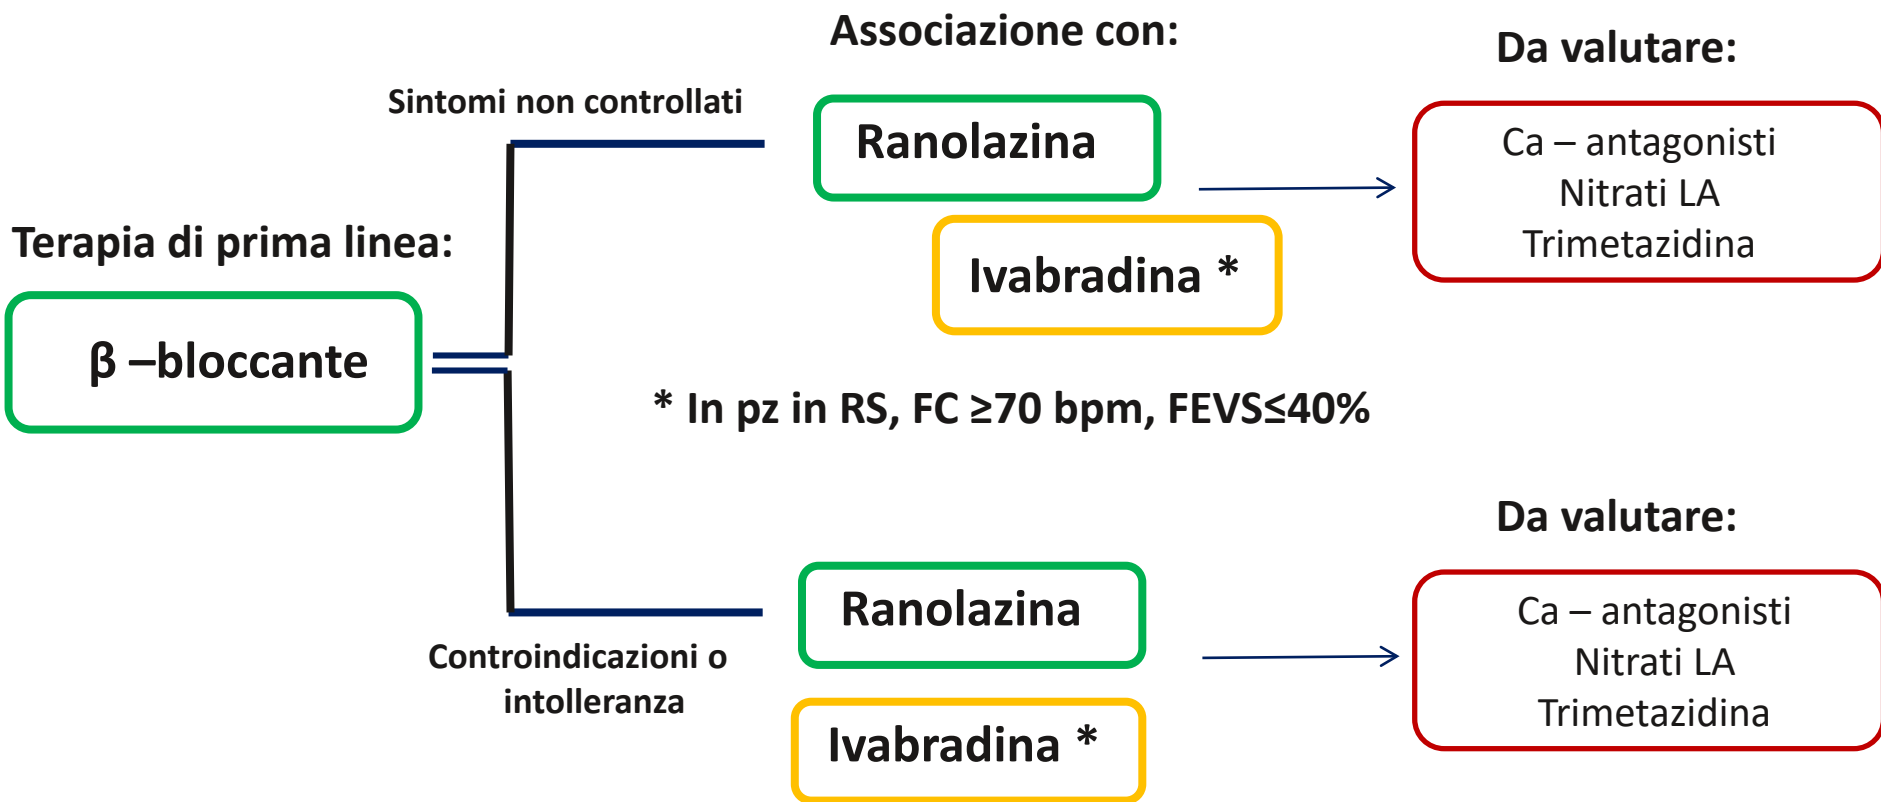 Associazione con:
Da valutare:
Sintomi non controllati
Ranolazina
Ca – antagonisti
Nitrati LA
Trimetazidina
Terapia di prima linea:
Ivabradina *
β –bloccante
* In pz in RS, FC ≥70 bpm, FEVS≤40%
Da valutare:
Ranolazina
Ca – antagonisti
Nitrati LA
Trimetazidina
Controindicazioni o
intolleranza
Ivabradina *